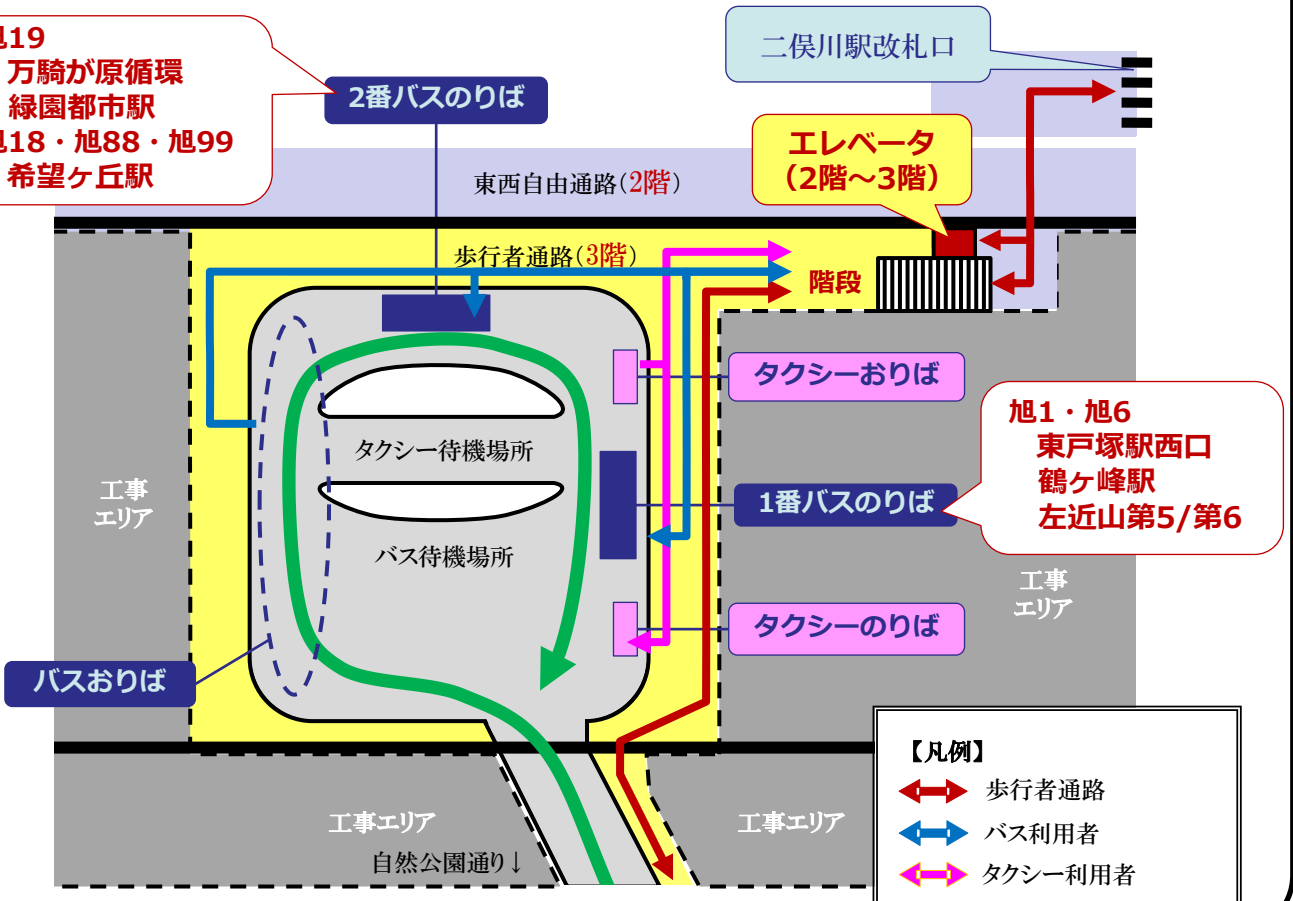 旭19
万騎が原循環
緑園都市駅
旭18・旭88・旭99
希望ヶ丘駅
2番バスのりば
二俣川駅改札口
エレベータ
（2階～3階）
東西自由通路（2階）
歩行者通路（3階）
階段
タクシーおりば
タクシー待機場所
旭1・旭6
東戸塚駅西口
鶴ヶ峰駅
左近山第5/第6
1番バスのりば
工事
エリア
バス待機場所
工事
エリア
タクシーのりば
バスおりば
【凡例】
歩行者通路
バス利用者
タクシー利用者
工事エリア
工事エリア
自然公園通り↓